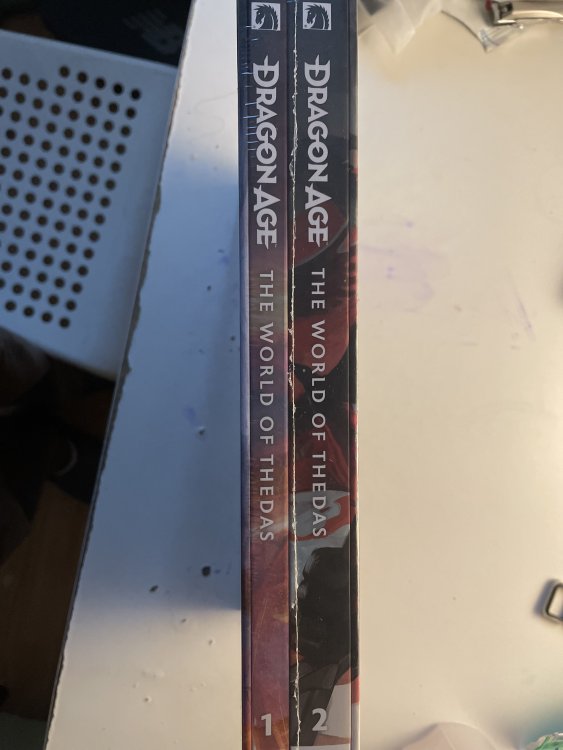 DRAGON AGE THE WORLD OF THEDAS 1
DRAGON AGE THE WORLD OF THEDAS 2